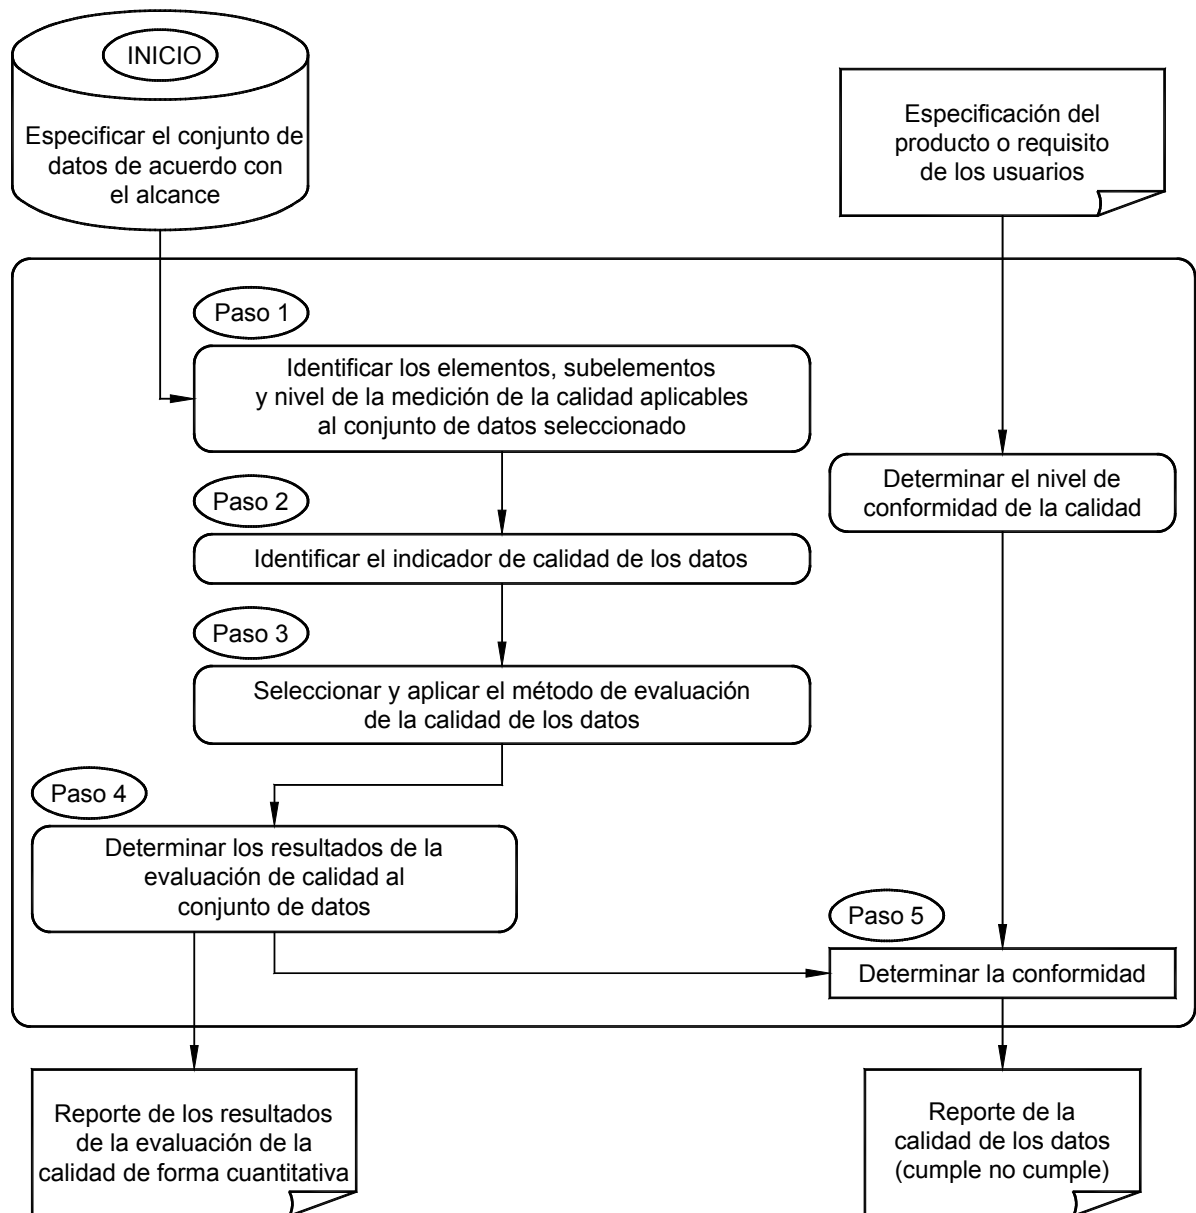 INICIO
Especificar el conjunto de
datos de acuerdo con
el alcance
Especificación del
producto o requisito
de los usuarios
Paso 1
Identificar los elementos, subelementos
y nivel de la medición de la calidad aplicables
al conjunto de datos seleccionado
Determinar el nivel de
conformidad de la calidad
Paso 2
Identificar el indicador de calidad de los datos
Paso 3
Seleccionar y aplicar el método de evaluación
de la calidad de los datos
Paso 4
Determinar los resultados de la
evaluación de calidad al
conjunto de datos
Paso 5
Determinar la conformidad
Reporte de los resultados
de la evaluación de la
calidad de forma cuantitativa
Reporte de la
calidad de los datos
(cumple no cumple)